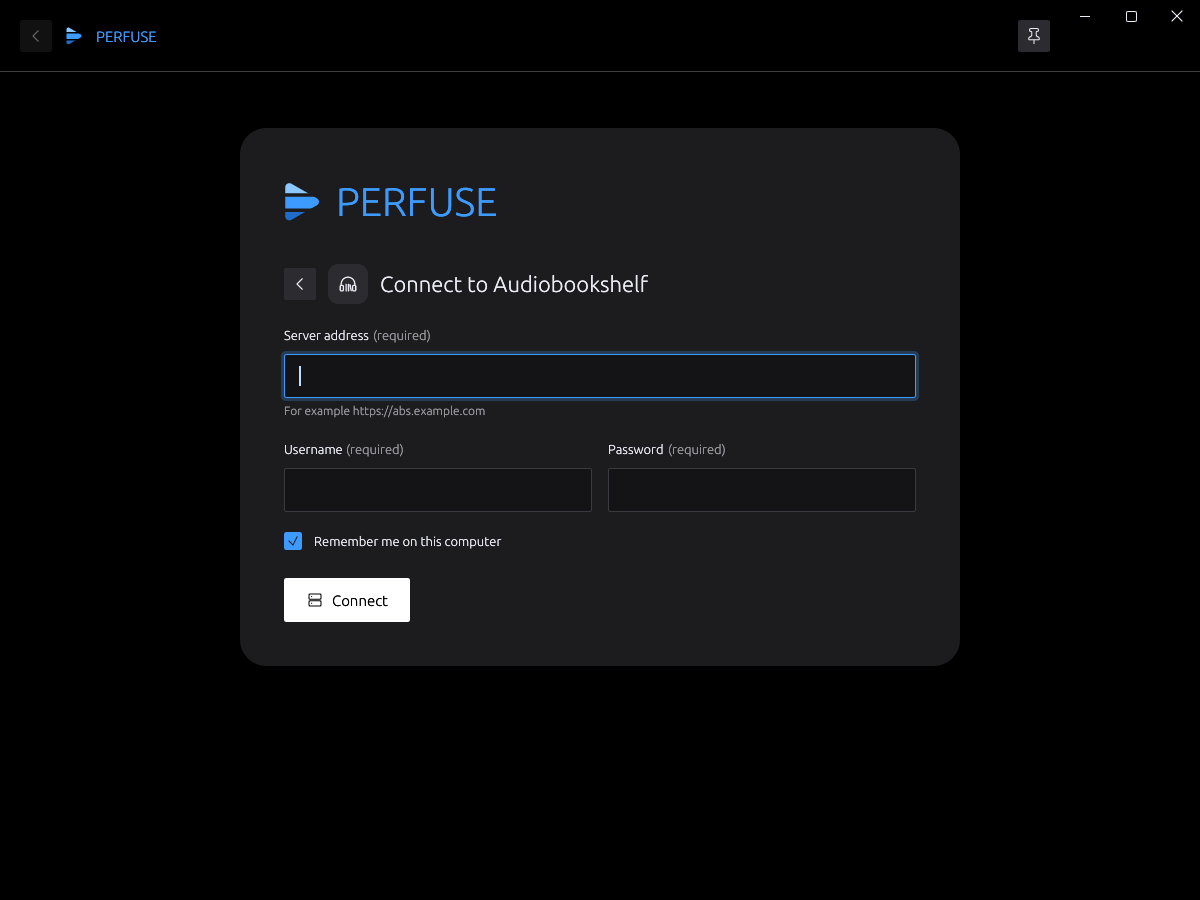 PERFUSE
PERFUSE
Connect to Audiobookshelf
Server address (required)
For example https://abs.example.com
Username (required)
Password (required)
Remember me on this computer
Connect